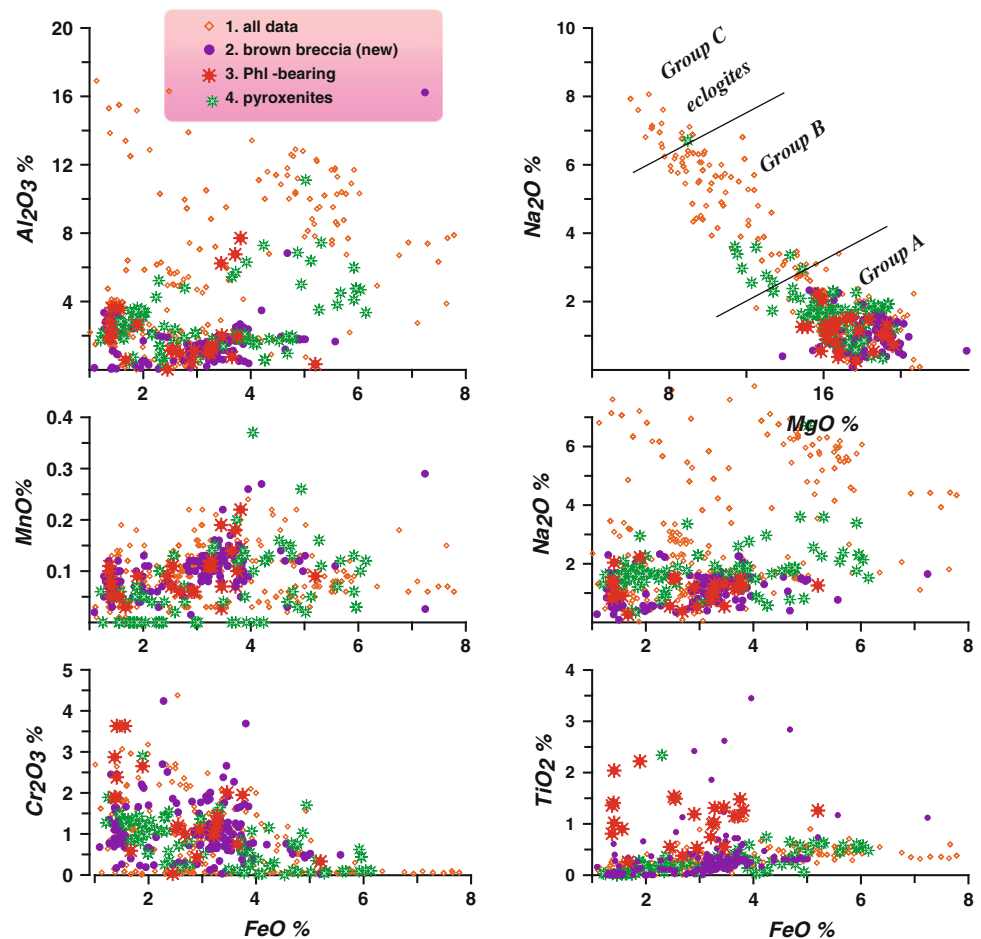 1. all data
2. brown breccia (new)
3. Phl -bearing
4. pyroxenites
20
16
12
8
4
Al2O3 %
2 4 6 8
10
8
6
4
2
Na2O %
Group C
eclogites
Group B
Group A
8 16
MgO %
0.4
0.3
0.2
0.1
MnO%
2 4 6 8
6
4
2
Na2O %
2 4 6 8
5
4
3
2
1
0
Cr2O3 %
2 4 6 8
FeO %
4
3
2
1
0
TiO2 %
2 4 6 8
FeO %